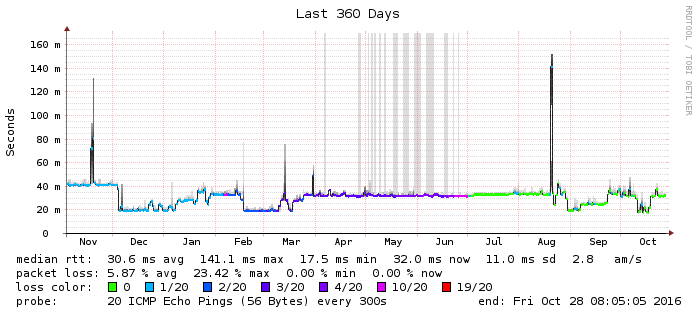 Last 360 Days
RRDTOOL / TOBI OETIKER
Seconds
160 m
140 m
120 m
100 m
80 m
60 m
40 m
20 m
0
Nov Dec Jan Feb Mar Apr May Jun Jul Aug Sep Oct
median rtt: 30.6 ms avg 141.1 ms max 17.5 ms min 32.0 ms now 11.0 ms sd 2.8 am/s
packet loss: 5.87 % avg 23.42 % max 0.00 % min 0.00 % now
loss color: 0 1/20 2/20 3/20 4/20 10/20 19/20
probe: 20 ICMP Echo Pings (56 Bytes) every 300s end: Fri Oct 28 08:05:05 2016